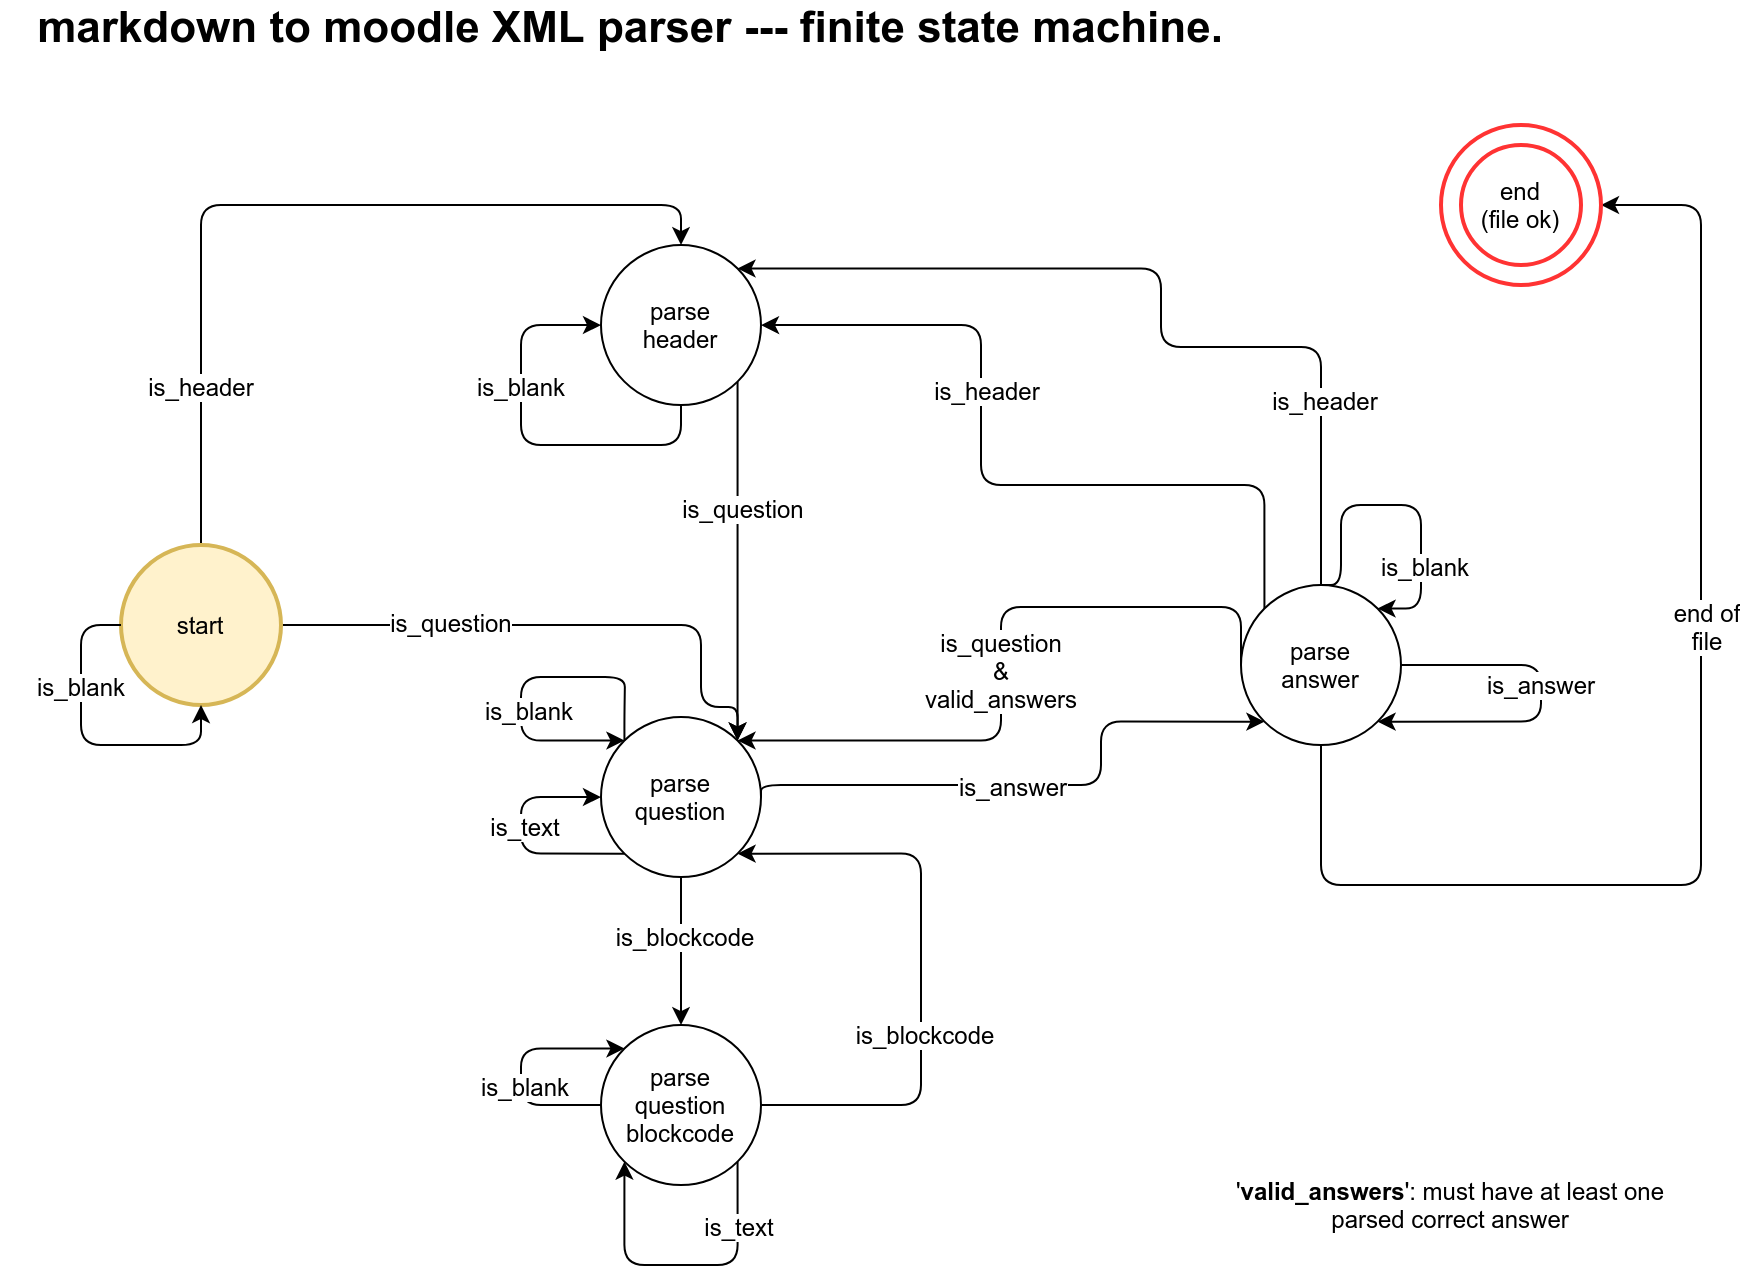 markdown to moodle XML parser --- finite state machine.
end
(file ok)
parse
header
is_header
is_blank
is_header
is_header
is_question
is_blank
start
is_question
end of
file
is_question
&
valid_answers
parse
answer
is_blank
is_blank
is_answer
parse
question
is_answer
is_text
is_blockcode
is_blockcode
parse
question
blockcode
is_blank
is_text
'valid_answers': must have at least one
parsed correct answer